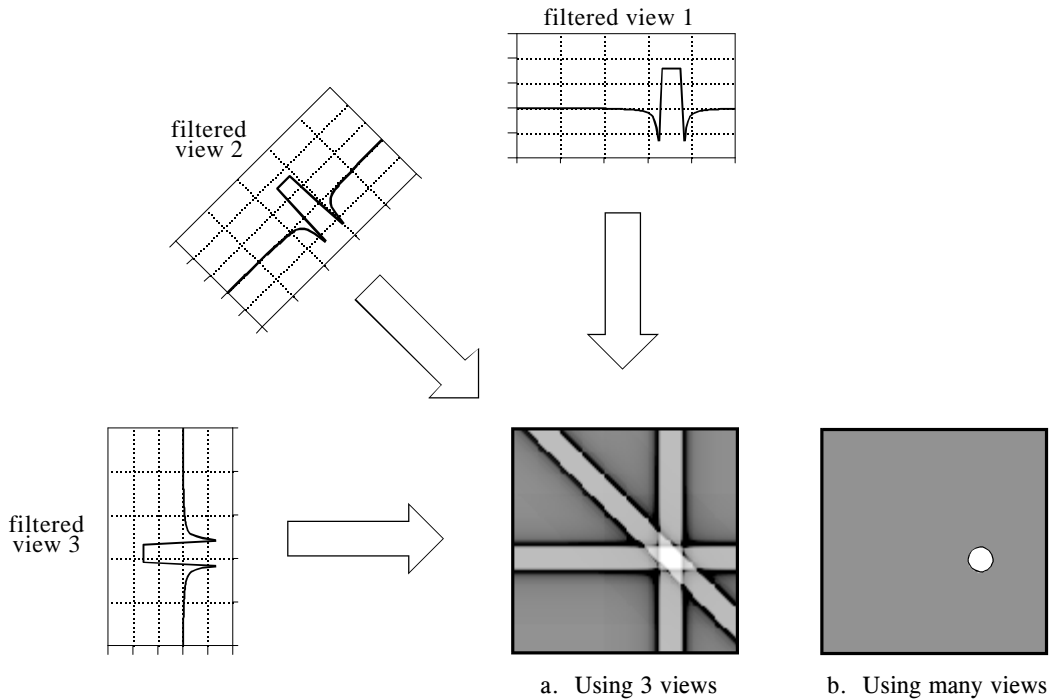 filtered view 1
filtered
view 2
filtered
view 3
a. Using 3 views
b. Using many views